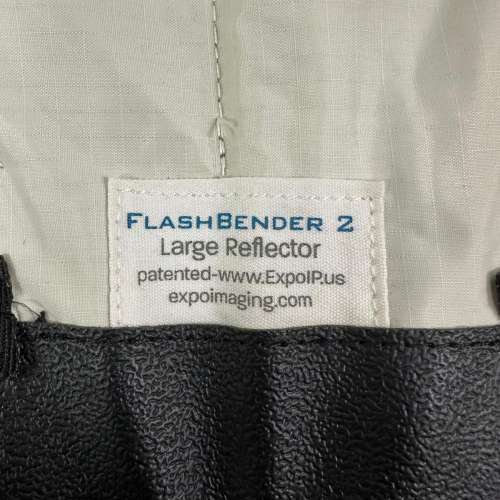 FlashBender 2
Large Reflector
patented-www.ExpoIP.us
expoimaging.com